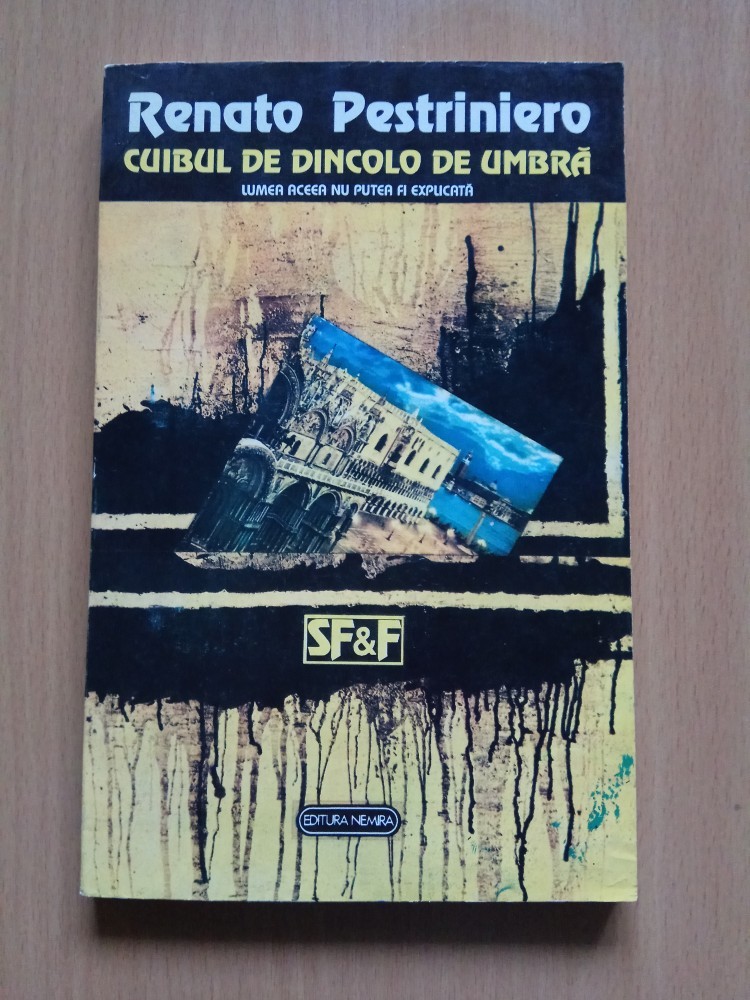 Renato Pestriniero
CUIBUL DE DINCOLO DE UMBRĂ
LUMEA ACEEA NU PUTEA FI EXPLICATĂ
SF&F
EDITURA NEMIRA